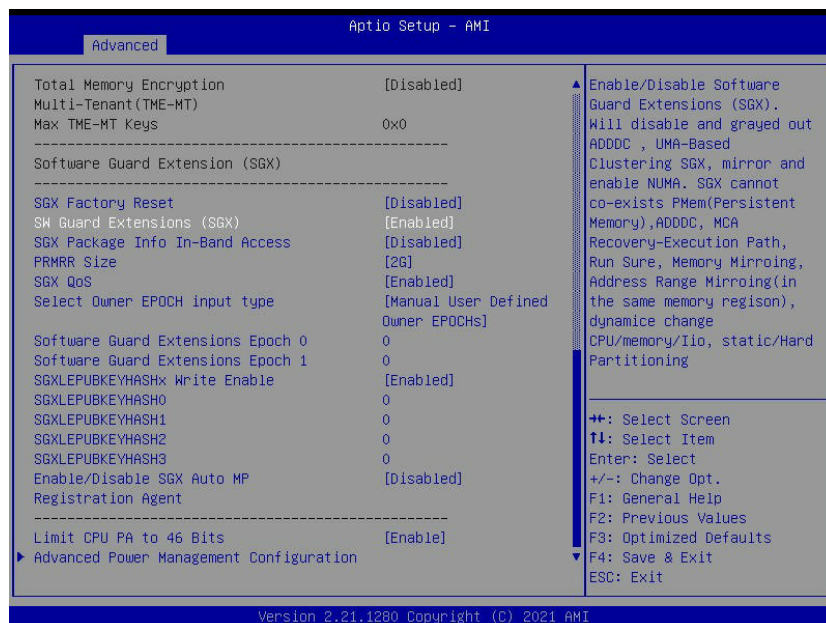 Aptio Setup – AMI
Advanced
Total Memory Encryption [Disabled]
Multi-Tenant(TME-MT)
Max TME-MT Keys 0x0
Software Guard Extension (SGX)
SGX Factory Reset [Disabled]
SW Guard Extensions (SGX) [Enabled]
SGX Package Info In-Band Access [Disabled]
PRMRR Size [2G]
SGX QoS [Enabled]
Select Owner EPOCH input type [Manual User Defined
Owner EPOCHs]
Software Guard Extensions Epoch 0 0
Software Guard Extensions Epoch 1 0
SGXLEPUBKEYHASHx Write Enable [Enabled]
SGXLEPUBKEYHASH0 0
SGXLEPUBKEYHASH1 0
SGXLEPUBKEYHASH2 0
SGXLEPUBKEYHASH3 0
Enable/Disable SGX Auto MP [Disabled]
Registration Agent
Limit CPU PA to 46 Bits [Enable]
Advanced Power Management Configuration
Enable/Disable Software
Guard Extensions (SGX).
Will disable and grayed out
ADDDC , UMA-Based
Clustering SGX, mirror and
enable NUMA. SGX cannot
co-exists PMem(Persistent
Memory),ADDDC, MCA
Recovery-Execution Path,
Run Sure, Memory Mirroing,
Address Range Mirroing(in
the same memory regison),
dynamice change
CPU/memory/Iio, static/Hard
Partitioning
→←: Select Screen
↑↓: Select Item
Enter: Select
+/-: Change Opt.
F1: General Help
F2: Previous Values
F3: Optimized Defaults
F4: Save & Exit
ESC: Exit
Version 2.21.1280 Copyright (C) 2021 AMI